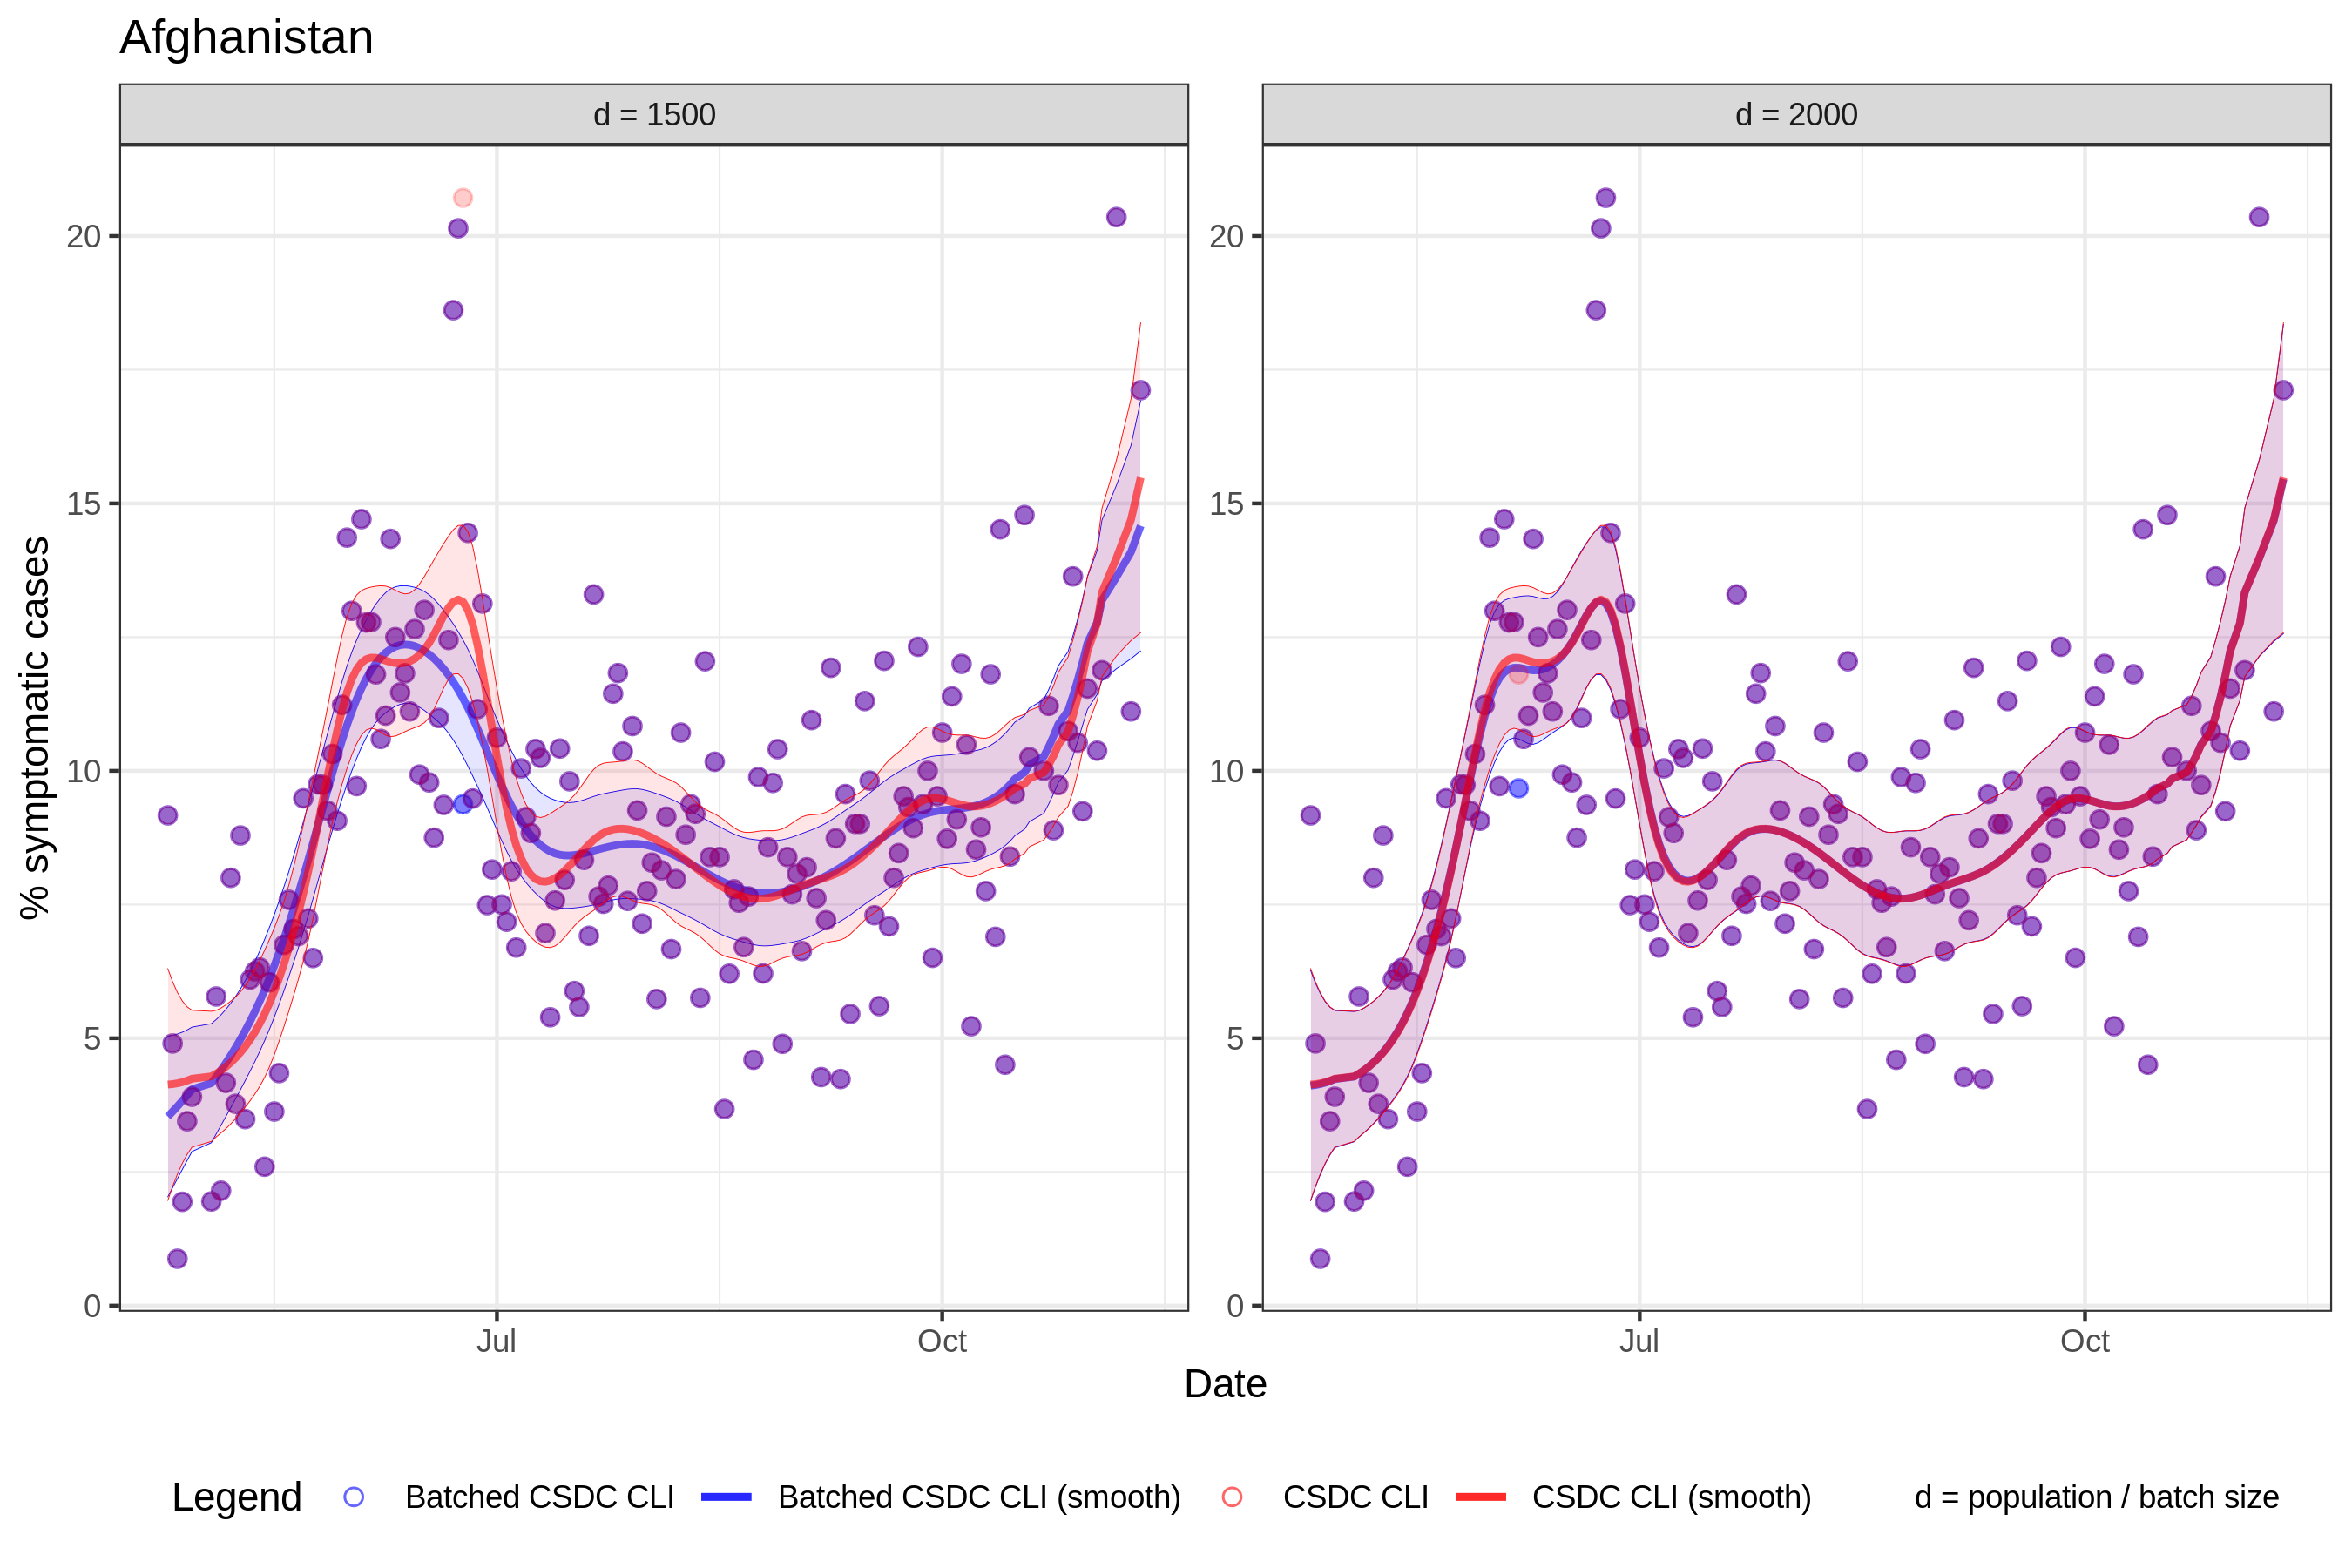 Afghanistan
d = 1500
d = 2000
% symptomatic cases
20
15
10
5
0
20
15
10
5
0
Jul
Oct
Jul
Oct
Date
Legend
Batched CSDC CLI
Batched CSDC CLI (smooth)
CSDC CLI
CSDC CLI (smooth)
d = population / batch size